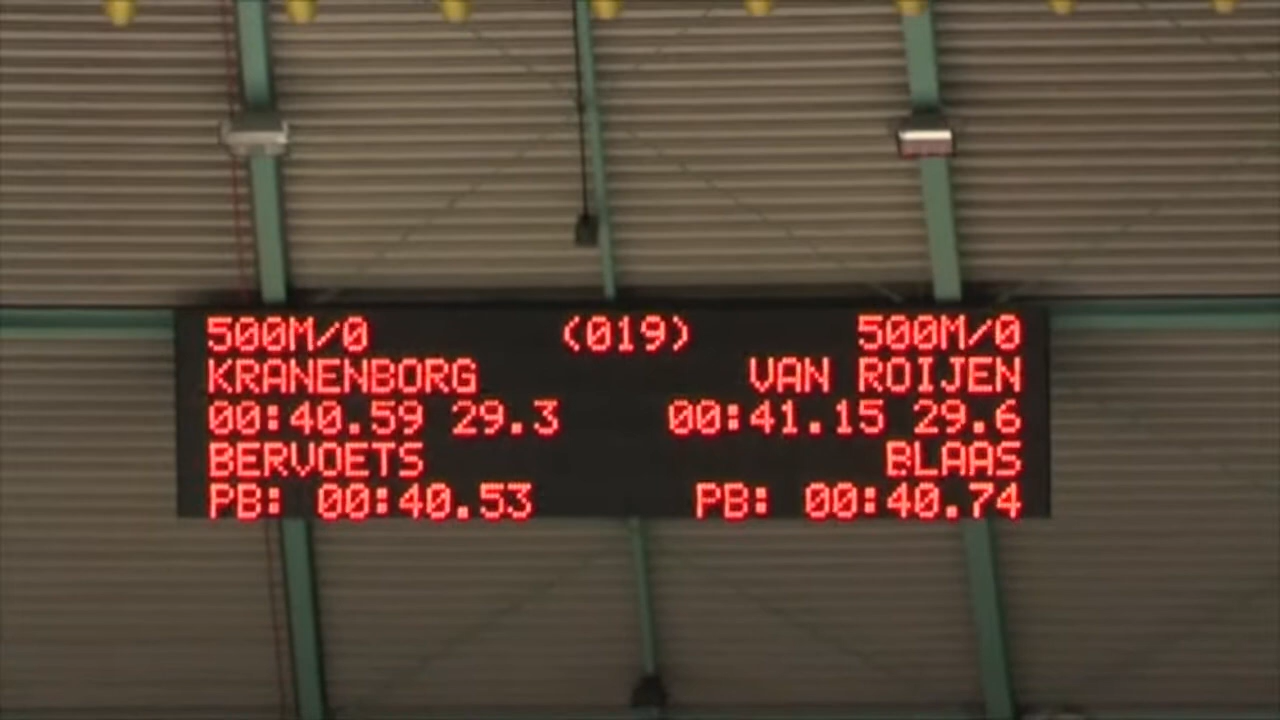 500M/0 (019) 500M/0
KRANENBORG VAN ROIJEN
00:40.59 29.3 00:41.15 29.6
BERVOETS BLAAS
PB: 00:40.53 PB: 00:40.74